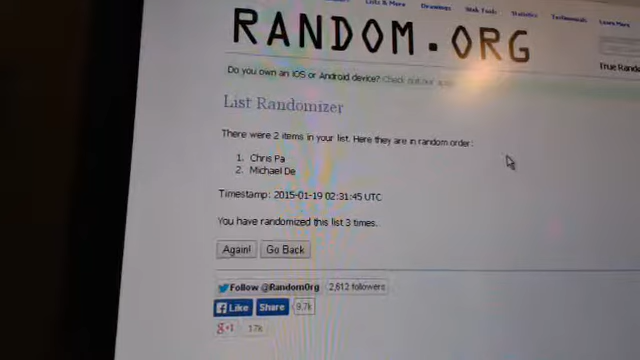 Lists & More Drawings Web Tools Statistics Testimonials Learn More
RANDOM.ORG
True Rand
Do you own an iOS or Android device? Check out our app!
List Randomizer
There were 2 items in your list. Here they are in random order:
1. Chris Pa
2. Michael De
Timestamp: 2015-01-19 02:31:45 UTC
You have randomized this list 3 times.
Again! Go Back
Follow @RandomOrg 2,612 followers
Like Share 9.7k
g+1 17k